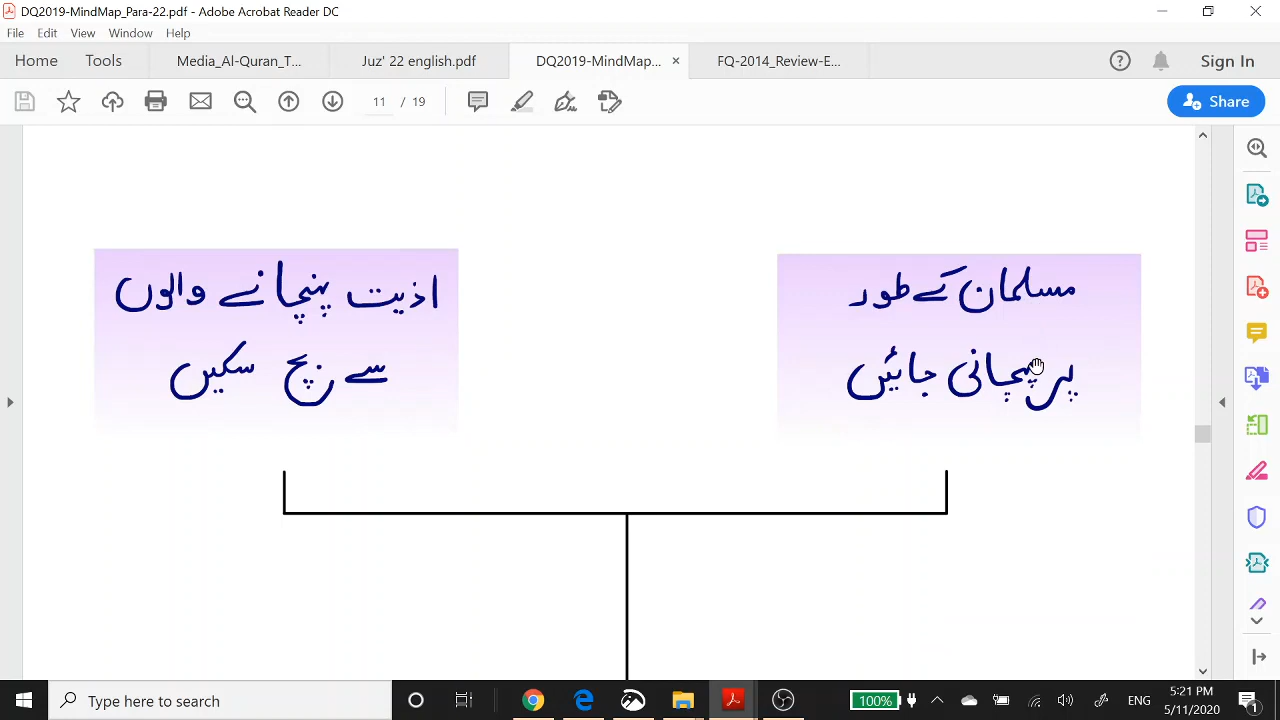 DQ2019-MindMap_Para-22.pdf - Adobe Acrobat Reader DC
File Edit View Window Help
Home Tools Media_Al-Quran_T... Juz' 22 english.pdf DQ2019-MindMap... × FQ-2014_Review-E... Sign In
11 / 19 Share
مسلمان کے طور
پر پہچانی جائیں
اذیت پہنچانے والوں
سے بچ سکیں
Type here to search 100% ENG 5:21 PM
5/11/2020 1